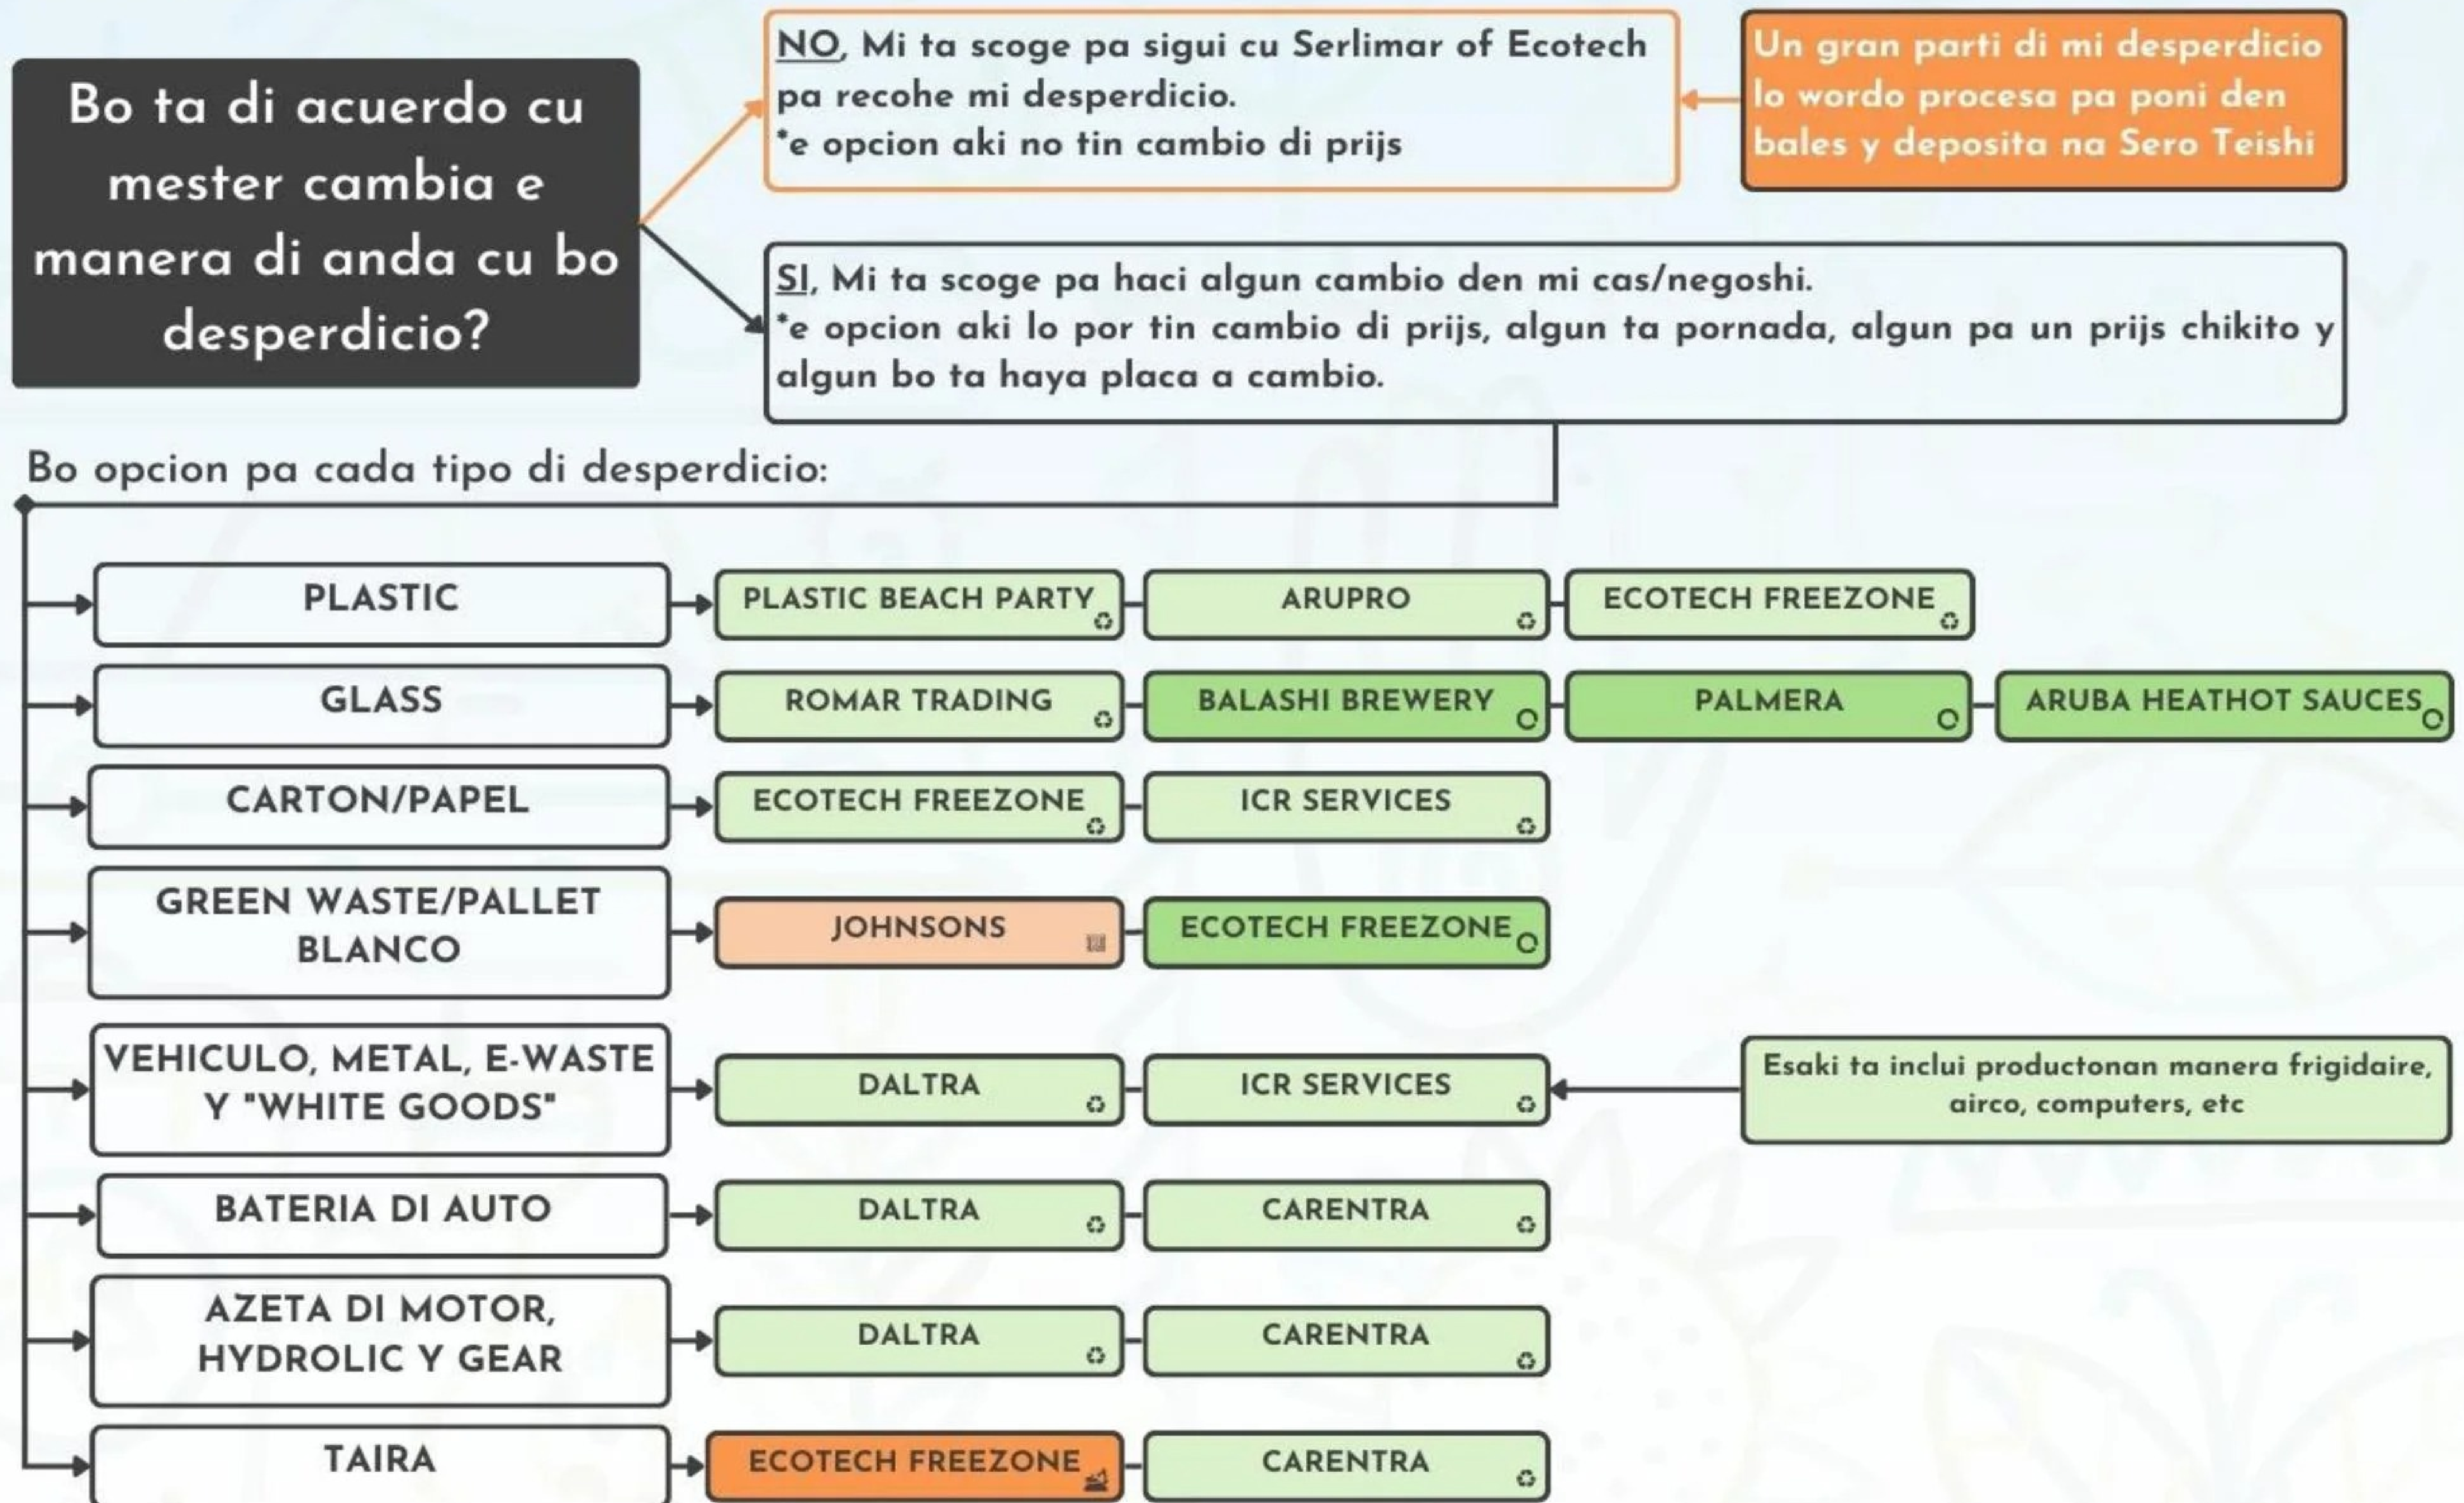 Bo ta di acuerdo cu
mester cambia e
manera di anda cu bo
desperdicio?
NO, Mi ta scoge pa sigui cu Serlimar of Ecotech
pa recohe mi desperdicio.
*e opcion aki no tin cambio di prijs
Un gran parti di mi desperdicio
lo wordo procesa pa poni den
bales y deposita na Sero Teishi
SI, Mi ta scoge pa haci algun cambio den mi cas/negoshi.
*e opcion aki lo por tin cambio di prijs, algun ta pornada, algun pa un prijs chikito y
algun bo ta haya placa a cambio.
Bo opcion pa cada tipo di desperdicio:
PLASTIC
PLASTIC BEACH PARTY
ARUPRO
ECOTECH FREEZONE
GLASS
ROMAR TRADING
BALASHI BREWERY
PALMERA
ARUBA HEATHOT SAUCES
CARTON/PAPEL
ECOTECH FREEZONE
ICR SERVICES
GREEN WASTE/PALLET
BLANCO
JOHNSONS
ECOTECH FREEZONE
VEHICULO, METAL, E-WASTE
Y "WHITE GOODS"
DALTRA
ICR SERVICES
Esaki ta inclui productonan manera frigidaire,
airco, computers, etc
BATERIA DI AUTO
DALTRA
CARENTRA
AZETA DI MOTOR,
HYDROLIC Y GEAR
DALTRA
CARENTRA
TAIRA
ECOTECH FREEZONE
CARENTRA